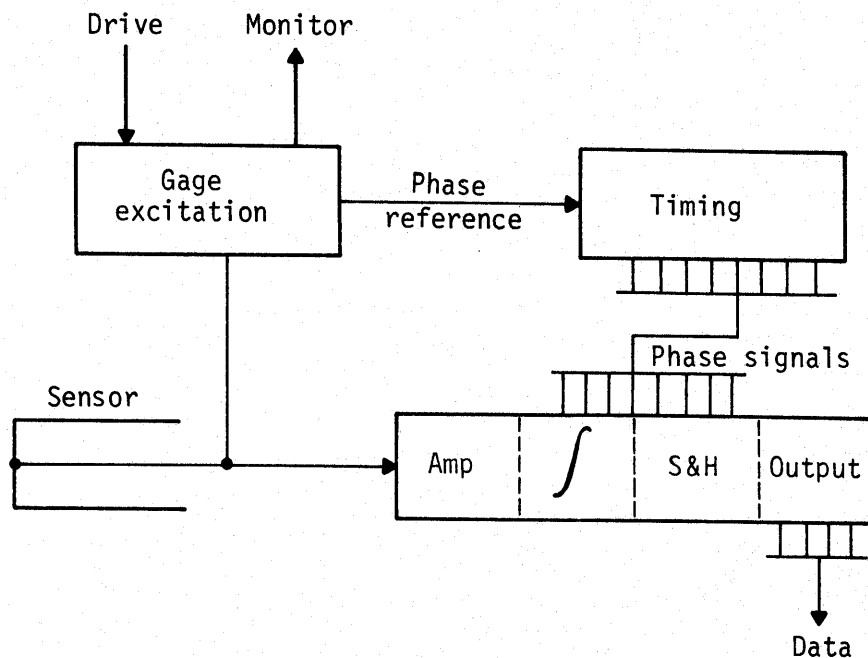 Drive
Monitor
Gage
excitation
Phase
reference
Timing
Phase signals
Sensor
Amp
∫
S&H
Output
Data